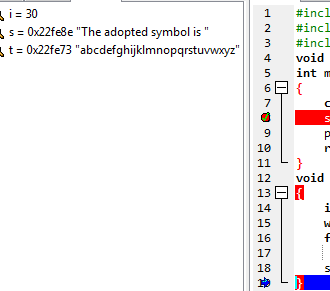 i = 30
s = 0x22fe8e "The adopted symbol is "
t = 0x22fe73 "abcdefghijklmnopqrstuvwxyz"
1 #incl
2 #incl
3 #incl
4 void
5 int m
6 {
7 c
8 s
9 p
10 r
11 }
12 void
13 {
14 i
15 w
16 f
17
18 s
19 }